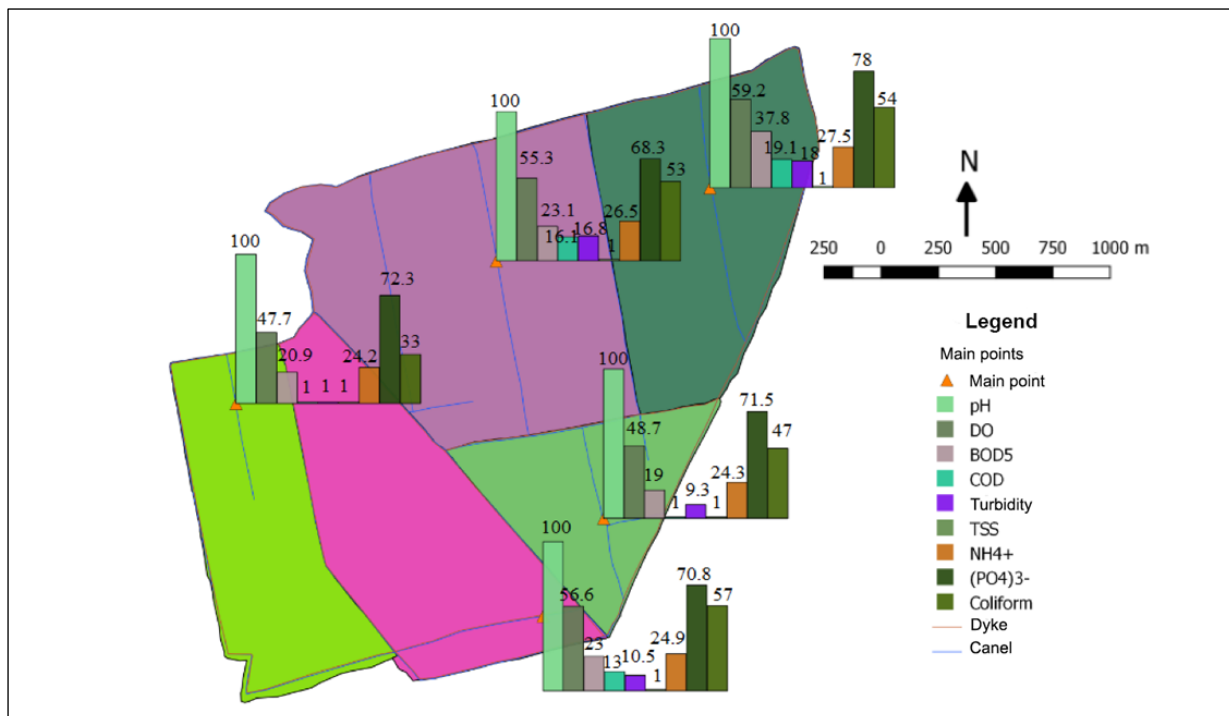 100
59.2
37.8
19.1
18
1
27.5
78
54
100
55.3
23.1
16.1
16.8
1
26.5
68.3
53
N
250 0 250 500 750 1000 m
100
47.7
20.9
1 1 1
24.2
72.3
33
100
48.7
19
1
9.3
1
24.3
71.5
47
100
56.6
23
13
10.5
1
24.9
70.8
57
Legend
Main points
Main point
pH
DO
BOD5
COD
Turbidity
TSS
NH4+
(PO4)3-
Coliform
Dyke
Canel